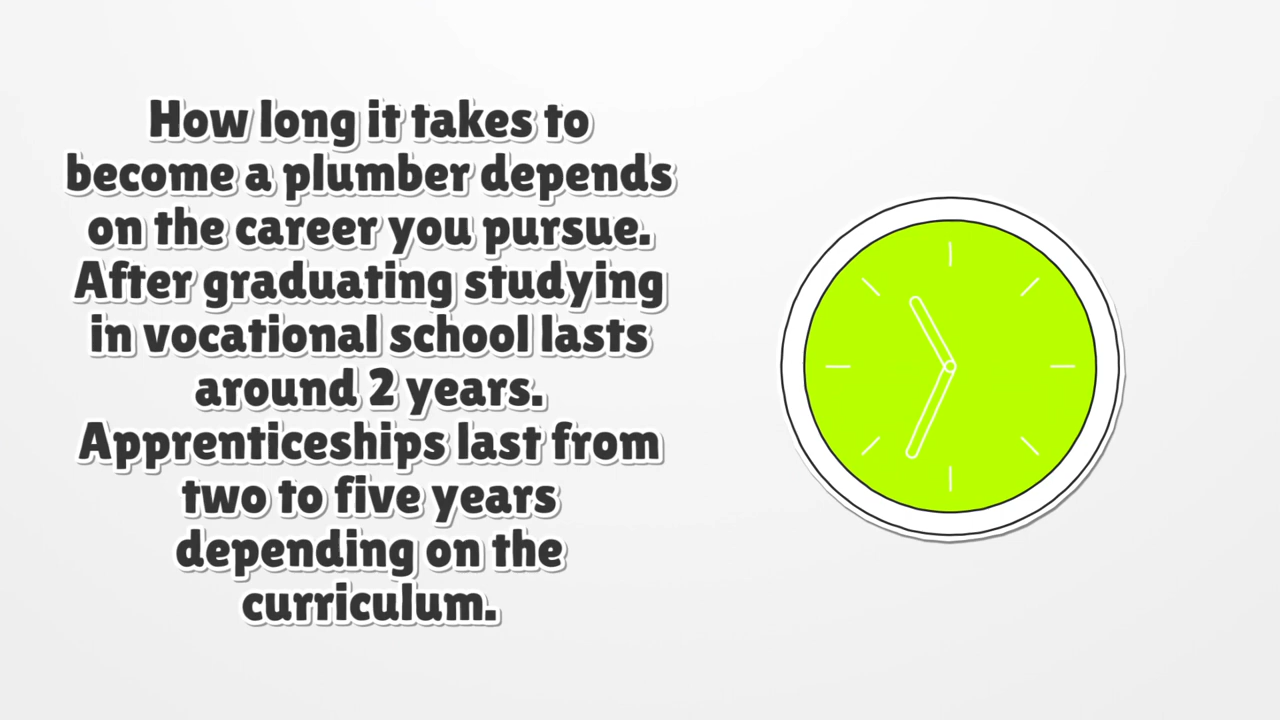 How long it takes to
become a plumber depends
on the career you pursue.
After graduating studying
in vocational school lasts
around 2 years.
Apprenticeships last from
two to five years
depending on the
curriculum.